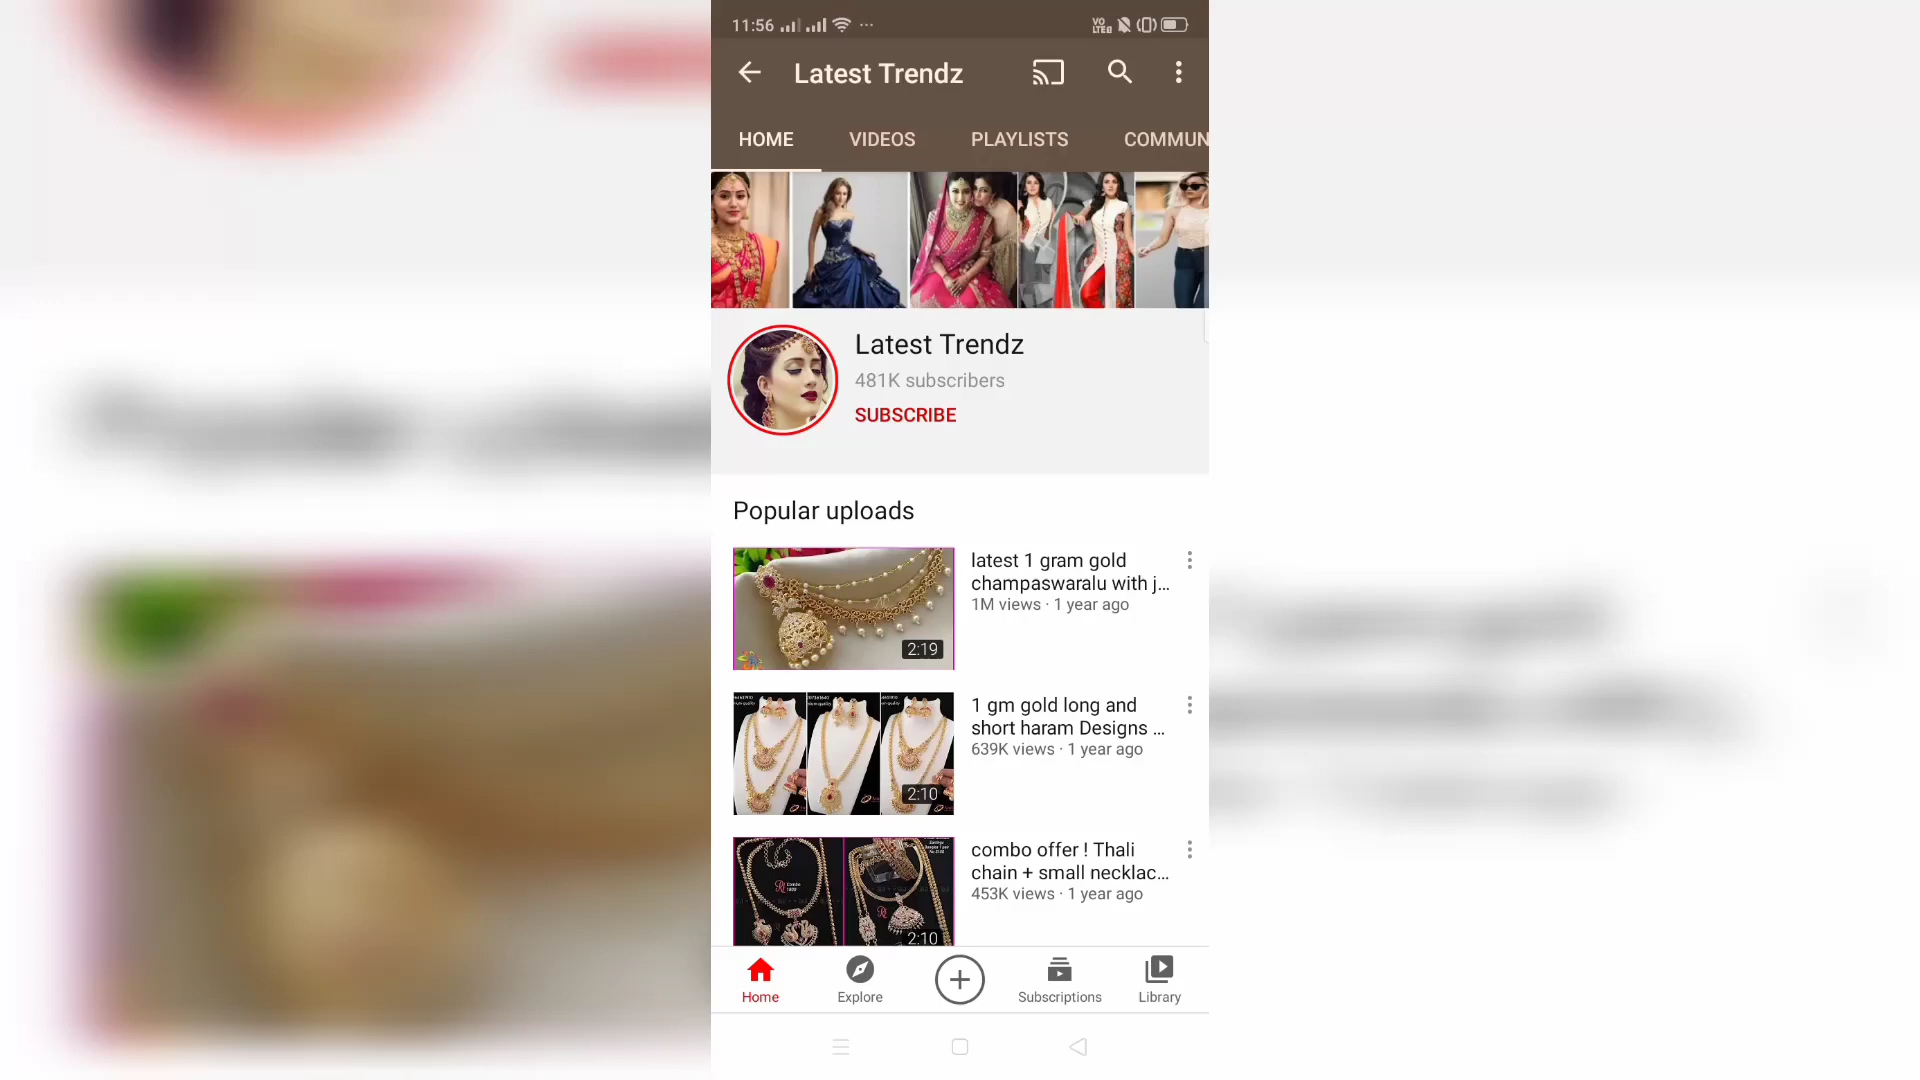 11:56
VO LTE
Latest Trendz
HOME VIDEOS PLAYLISTS COMMUN
Latest Trendz
481K subscribers
SUBSCRIBE
Popular uploads
latest 1 gram gold
champaswaralu with j...
1M views · 1 year ago
2:19
1 gm gold long and
short haram Designs ...
639K views · 1 year ago
2:10
combo offer ! Thali
chain + small necklac...
453K views · 1 year ago
2:10
Home Explore Subscriptions Library